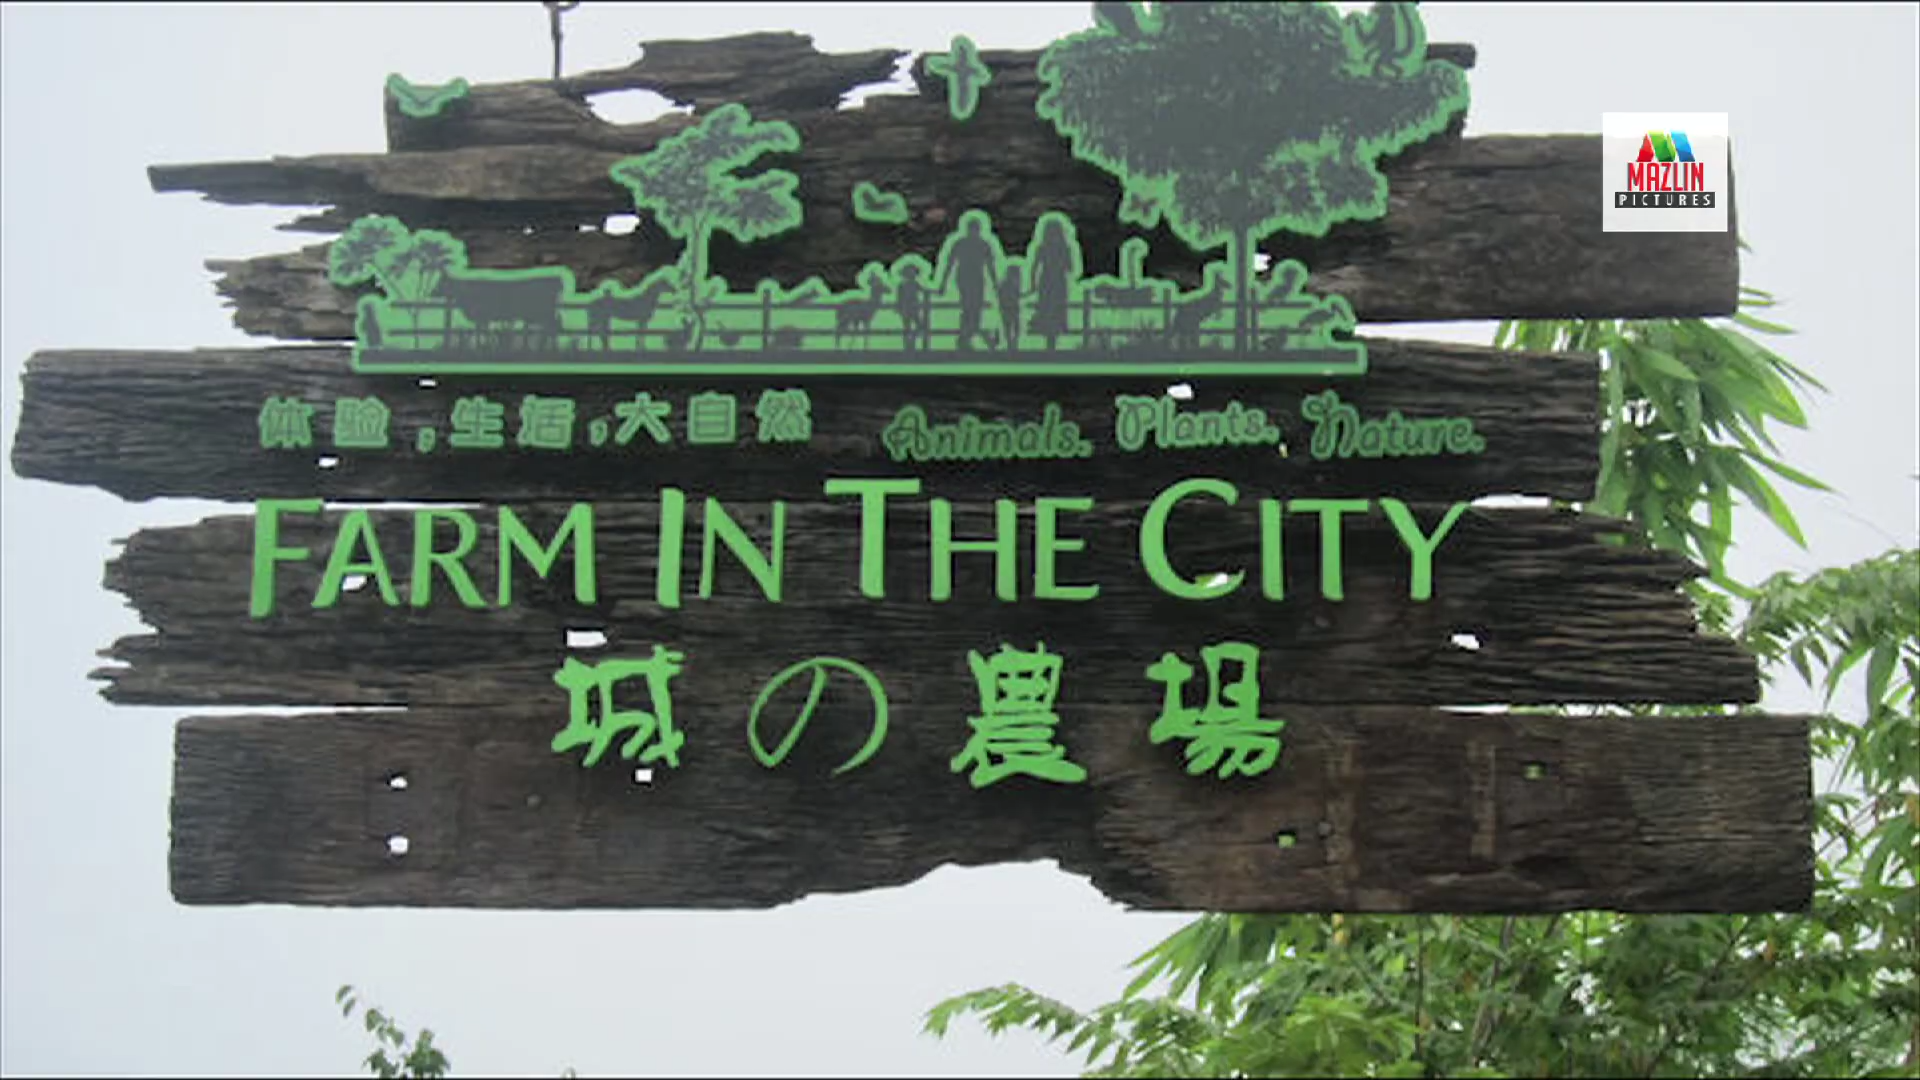 MAZLIN
PICTURES
体验,生活,大自然 Animals. Plants. Nature.
FARM IN THE CITY
城の農場